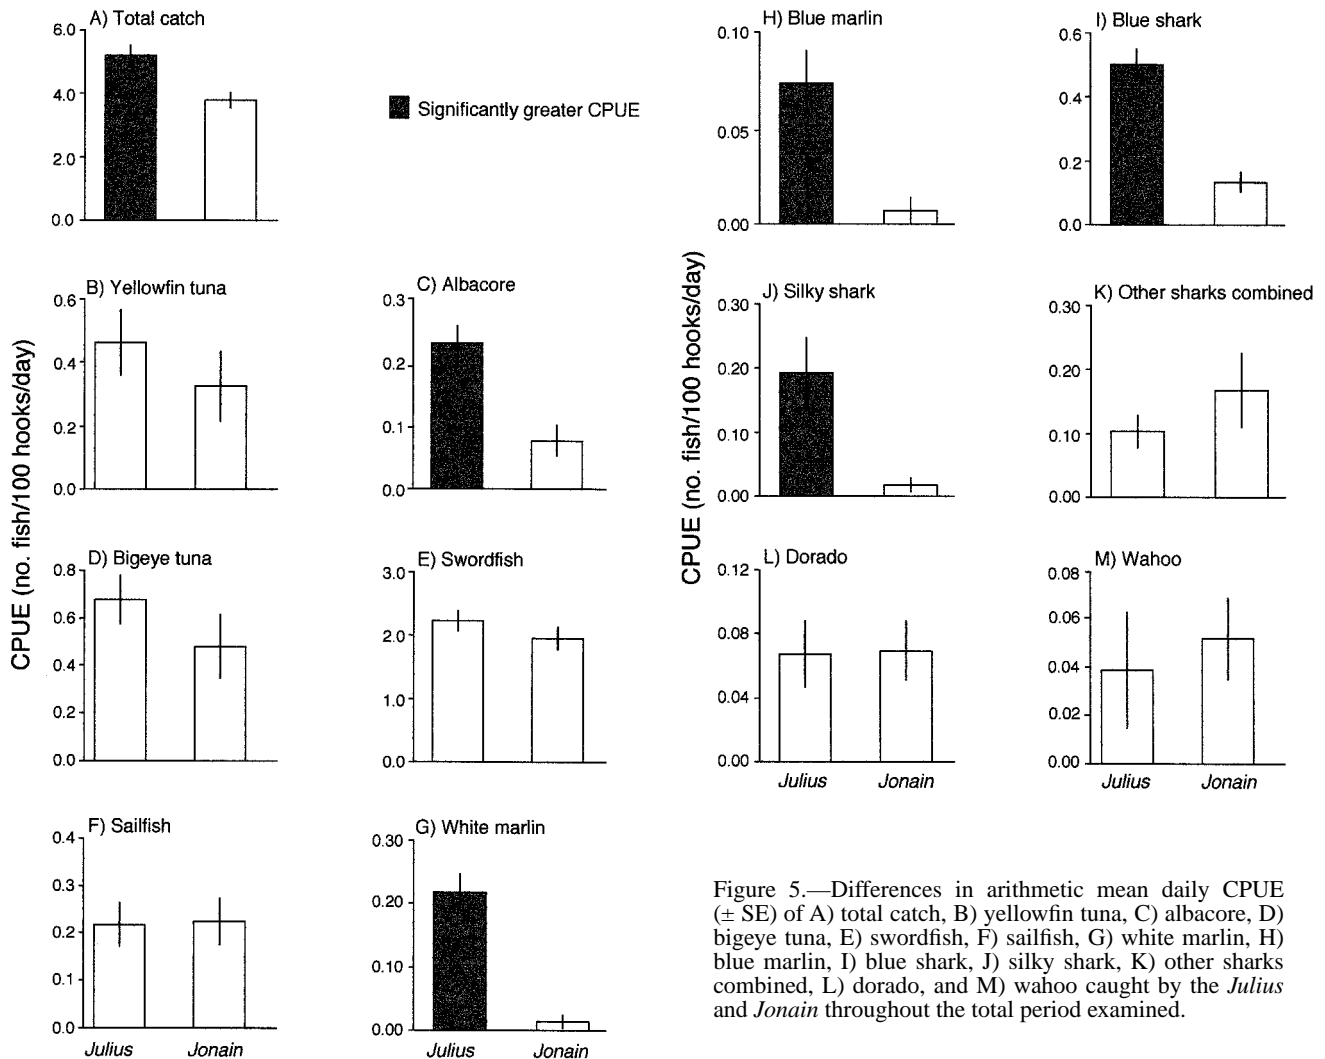 A) Total catch
6.0
4.0
2.0
0.0
Significantly greater CPUE
CPUE (no. fish/100 hooks/day)
B) Yellowfin tuna
0.6
0.4
0.2
0.0
C) Albacore
0.3
0.2
0.1
0.0
D) Bigeye tuna
0.8
0.6
0.4
0.2
0.0
E) Swordfish
3.0
2.0
1.0
0.0
F) Sailfish
0.4
0.3
0.2
0.1
0.0
Julius Jonain
G) White marlin
0.30
0.20
0.10
0.00
Julius Jonain
H) Blue marlin
0.10
0.05
0.00
I) Blue shark
0.6
0.4
0.2
0.0
CPUE (no. fish/100 hooks/day)
J) Silky shark
0.30
0.20
0.10
0.00
K) Other sharks combined
0.30
0.20
0.10
0.00
L) Dorado
0.12
0.08
0.04
0.00
Julius Jonain
M) Wahoo
0.08
0.06
0.04
0.02
0.00
Julius Jonain
Figure 5.—Differences in arithmetic mean daily CPUE
(± SE) of A) total catch, B) yellowfin tuna, C) albacore, D)
bigeye tuna, E) swordfish, F) sailfish, G) white marlin, H)
blue marlin, I) blue shark, J) silky shark, K) other sharks
combined, L) dorado, and M) wahoo caught by the Julius
and Jonain throughout the total period examined.